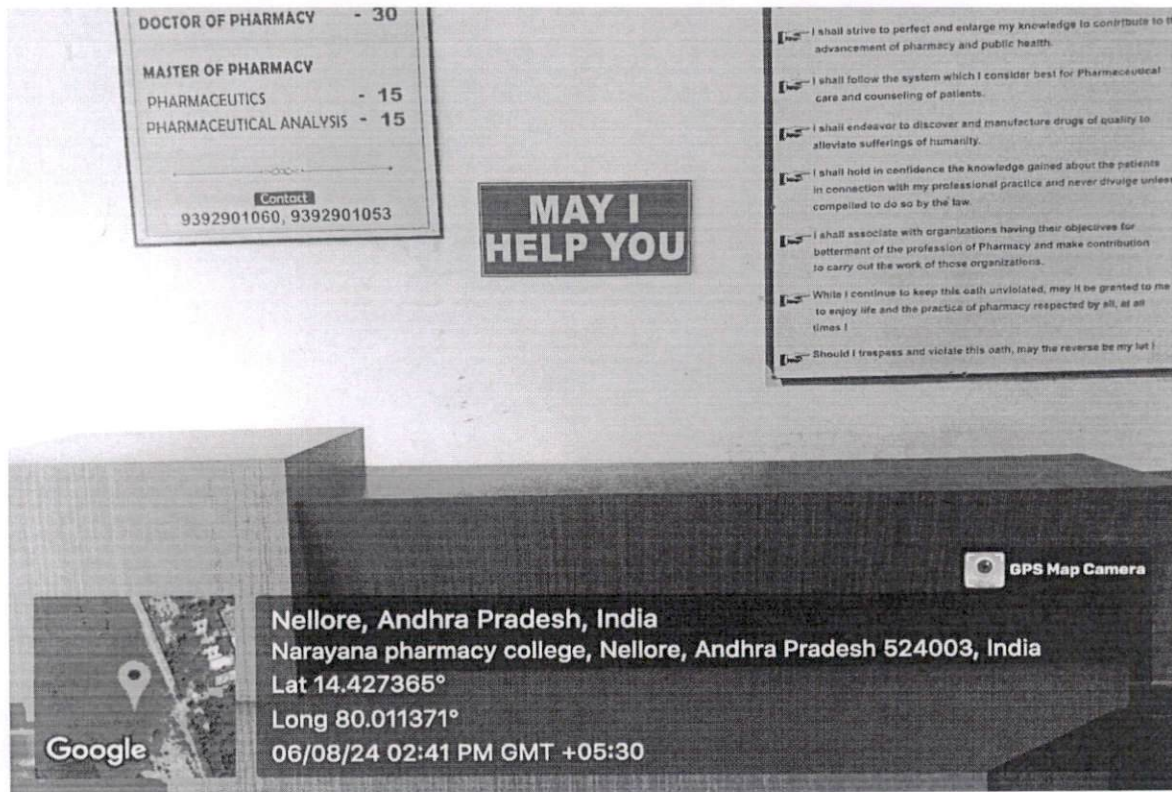 DOCTOR OF PHARMACY - 30
MASTER OF PHARMACY
PHARMACEUTICS - 15
PHARMACEUTICAL ANALYSIS - 15
Contact
9392901060, 9392901053
MAY I
HELP YOU
I shall strive to perfect and enlarge my knowledge to contribute to th
advancement of pharmacy and public health.
I shall follow the system which I consider best for Pharmaceutical
care and counseling of patients.
I shall endeavor to discover and manufacture drugs of quality to
alleviate sufferings of humanity.
I shall hold in confidence the knowledge gained about the patients
in connection with my professional practice and never divulge unless
compelled to do so by the law.
I shall associate with organizations having their objectives for
betterment of the profession of Pharmacy and make contribution
to carry out the work of those organizations.
While I continue to keep this oath unviolated, may it be granted to me
to enjoy life and the practice of pharmacy respected by all, at all
times !
Should I trespass and violate this oath, may the reverse be my lot !
GPS Map Camera
Nellore, Andhra Pradesh, India
Narayana pharmacy college, Nellore, Andhra Pradesh 524003, India
Lat 14.427365°
Long 80.011371°
06/08/24 02:41 PM GMT +05:30
Google